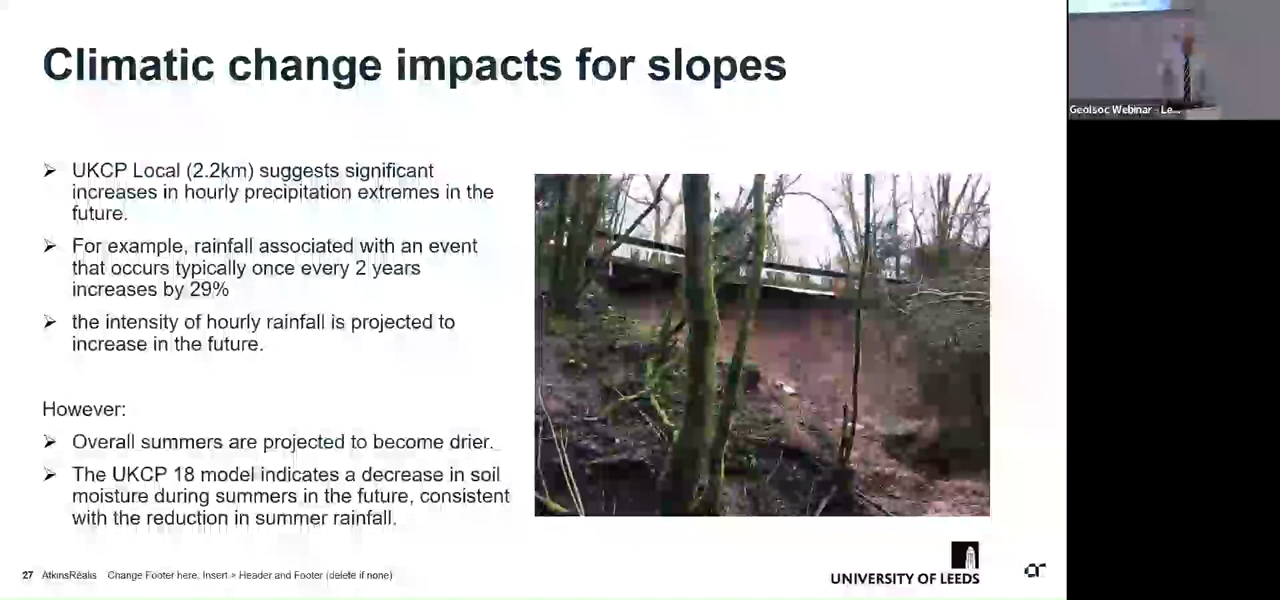 Climatic change impacts for slopes
UKCP Local (2.2km) suggests significant
increases in hourly precipitation extremes in the
future.
For example, rainfall associated with an event
that occurs typically once every 2 years
increases by 29%
the intensity of hourly rainfall is projected to
increase in the future.
However:
Overall summers are projected to become drier.
The UKCP 18 model indicates a decrease in soil
moisture during summers in the future, consistent
with the reduction in summer rainfall.
27 AtkinsRéalis Change Footer here: Insert > Header and Footer (delete if none)
UNIVERSITY OF LEEDS
Geolsoc Webinar - Le...